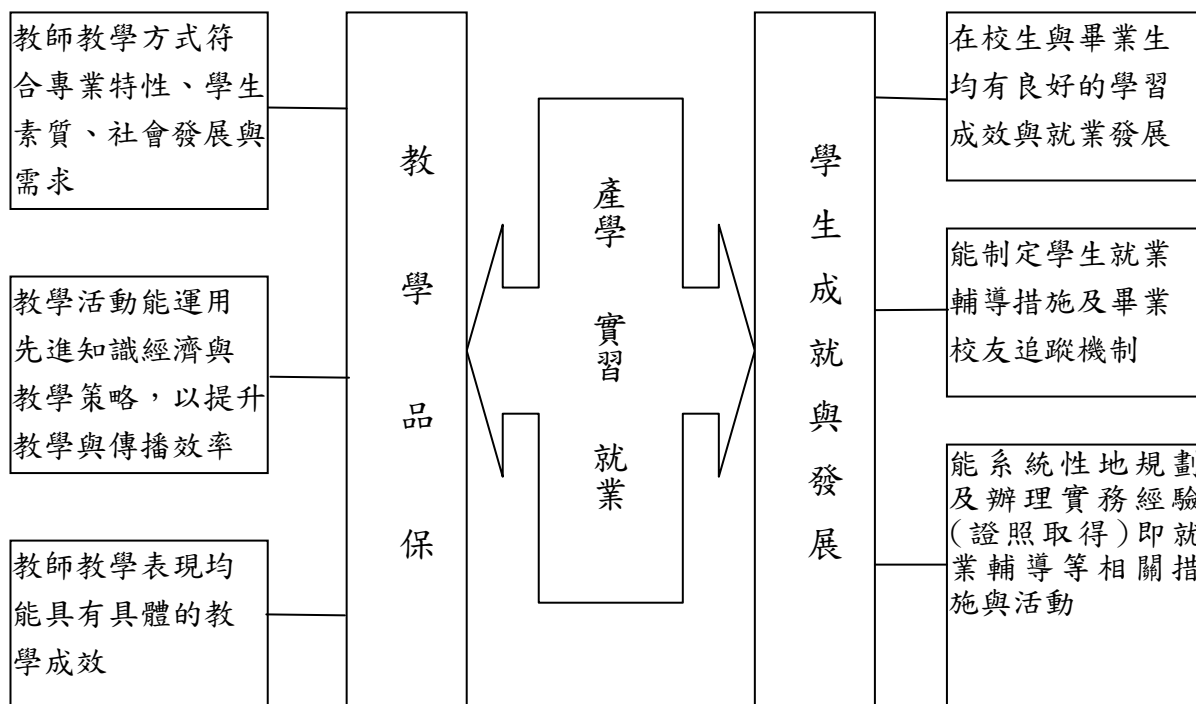 教師教學方式符
合專業特性、學生
素質、社會發展與
需求
教學活動能運用
先進知識經濟與
教學策略，以提升
教學與傳播效率
教師教學表現均
能具有具體的教
學成效
教
學
品
保
產學
實習
就業
學
生
成
就
與
發
展
在校生與畢業生
均有良好的學習
成效與就業發展
能制定學生就業
輔導措施及畢業
校友追蹤機制
能系統性地規劃
及辦理實務經驗
(證照取得)即就
業輔導等相關措
施與活動